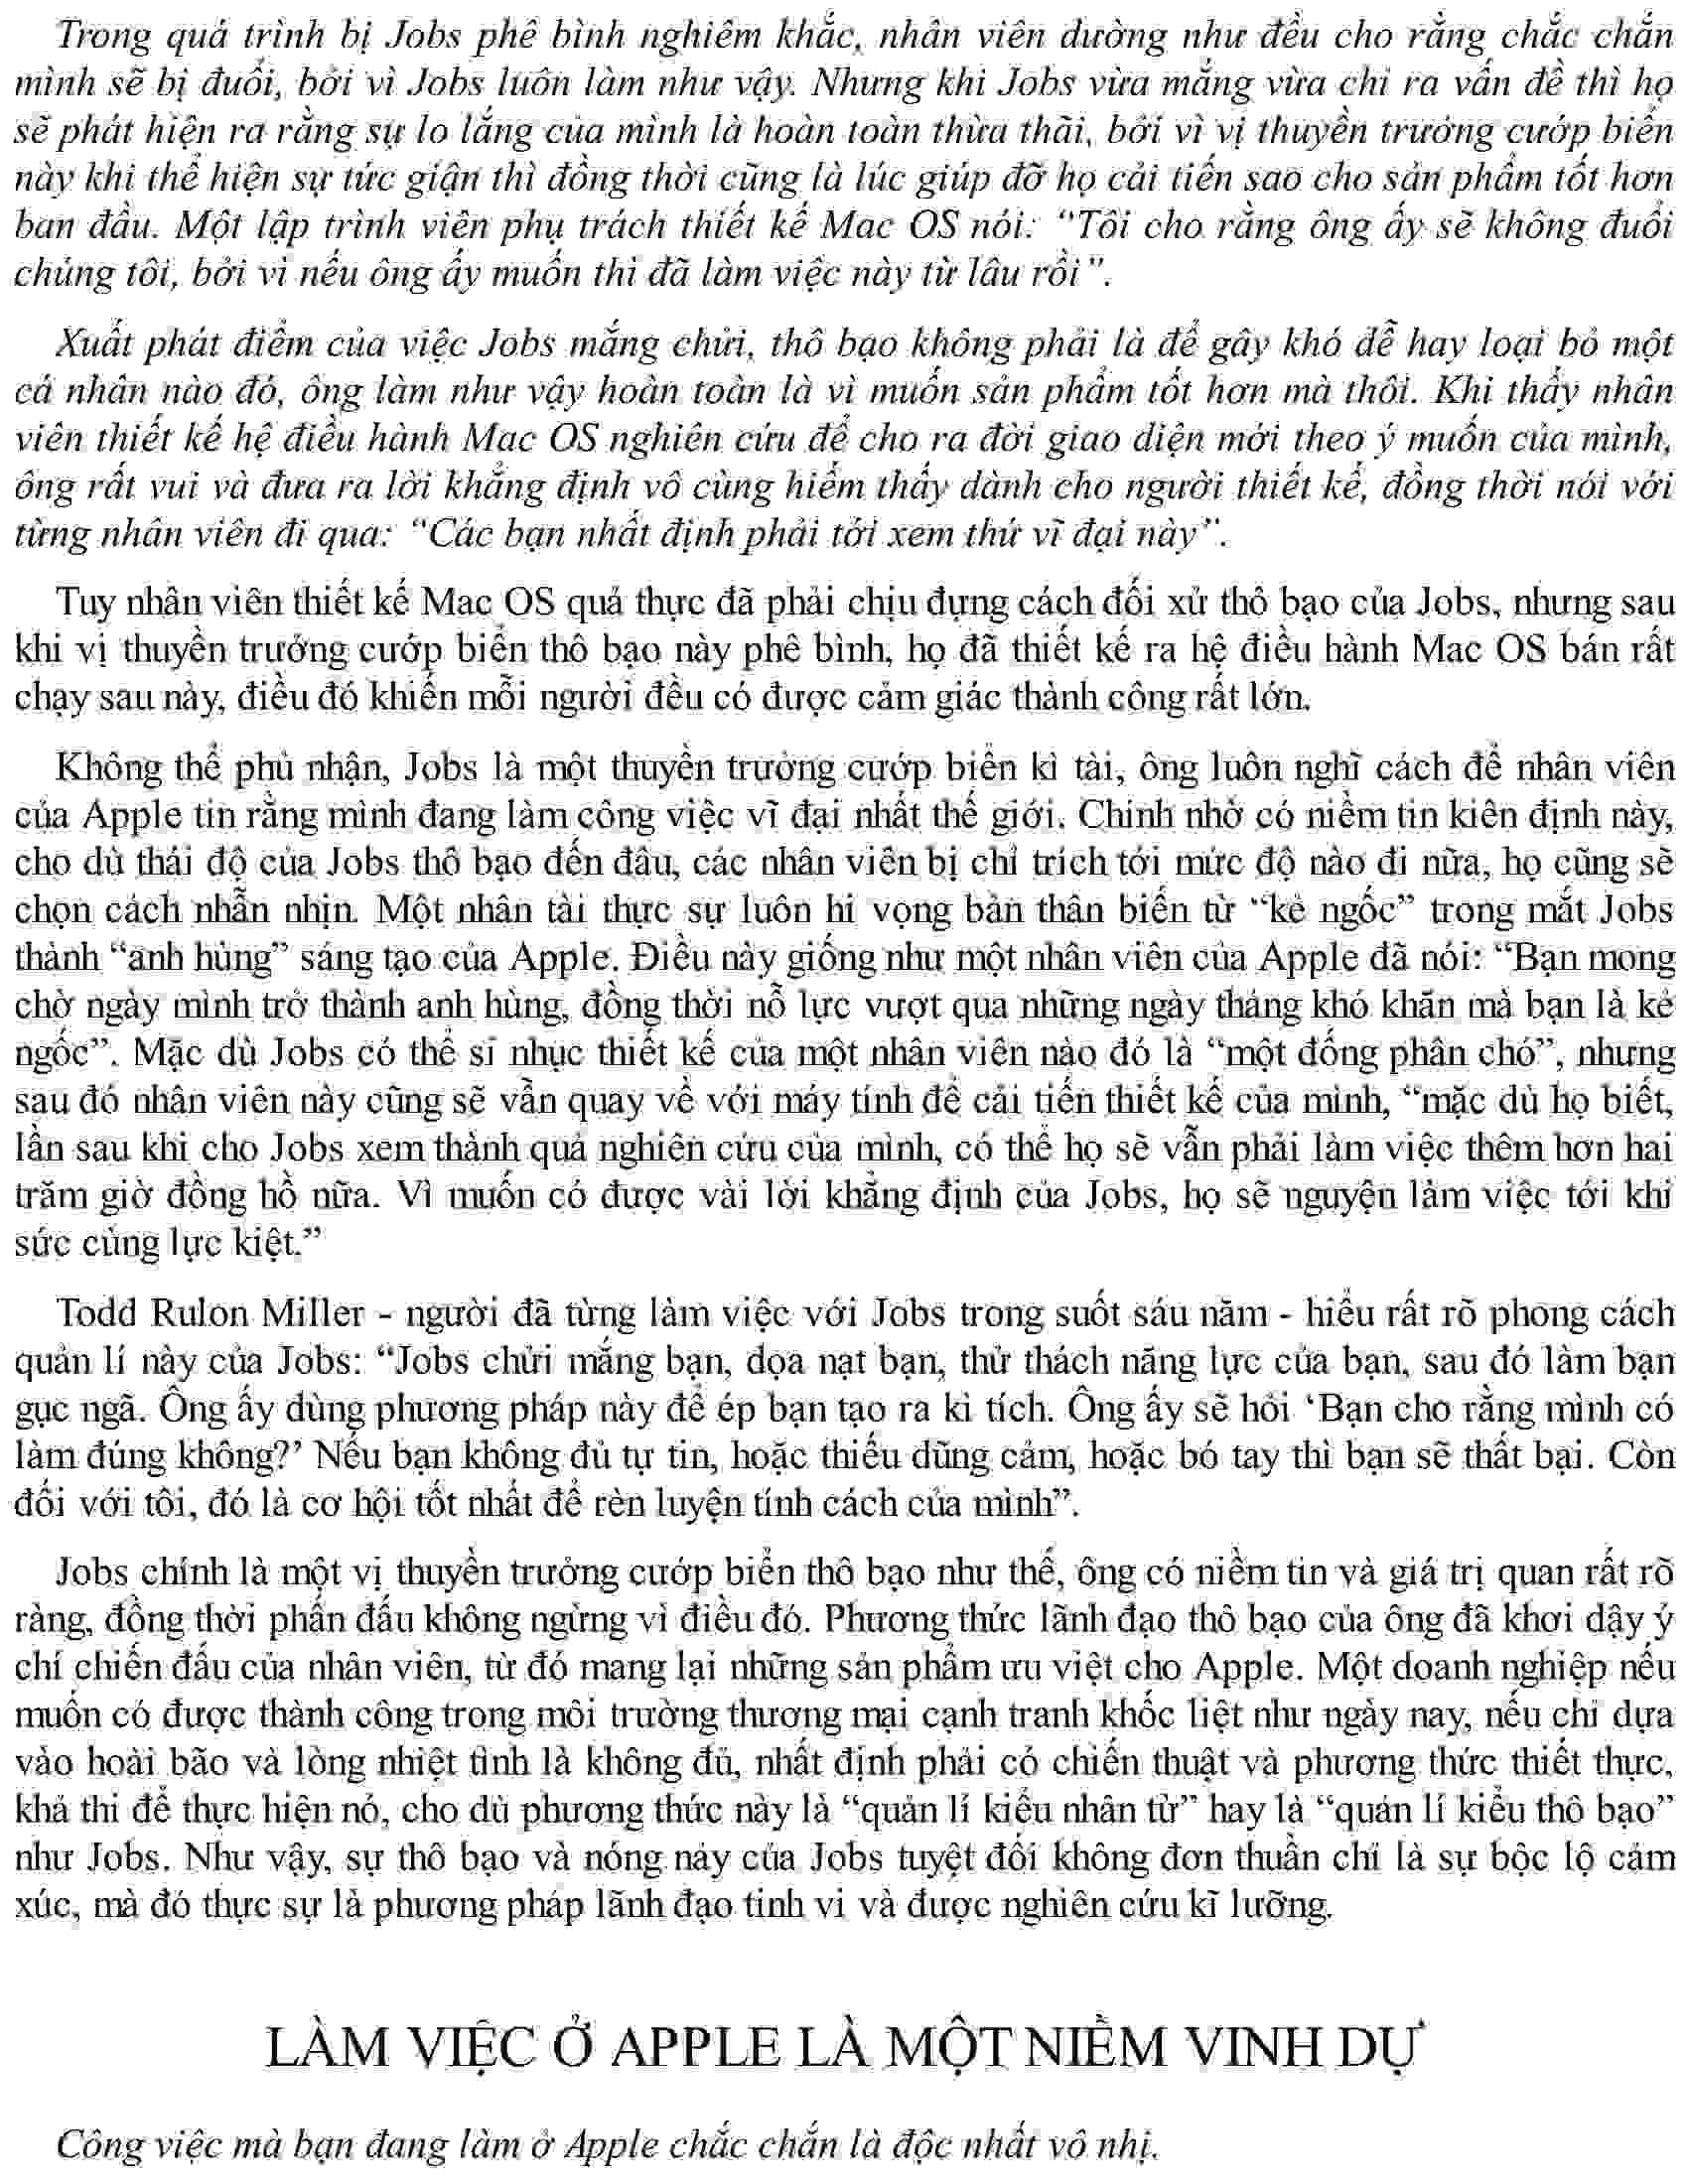 Trong quá trình bị Jobs phê bình nghiêm khắc, nhân viên dường như đều cho rằng chắc chắn
mình sẽ bị đuổi, bởi vì Jobs luôn làm như vậy. Nhưng khi Jobs vừa mắng vừa chỉ ra vấn đề thì họ
sẽ phát hiện ra rằng sự lo lắng của mình là hoàn toàn thừa thãi, bởi vì vị thuyền trưởng cướp biển
này khi thể hiện sự tức giận thì đồng thời cũng là lúc giúp đỡ họ cải tiến sao cho sản phẩm tốt hơn
ban đầu. Một lập trình viên phụ trách thiết kế Mac OS nói: “Tôi cho rằng ông ấy sẽ không đuổi
chúng tôi, bởi vì nếu ông ấy muốn thì đã làm việc này từ lâu rồi”.
Xuất phát điểm của việc Jobs mắng chửi, thô bạo không phải là để gây khó dễ hay loại bỏ một
cá nhân nào đó, ông làm như vậy hoàn toàn là vì muốn sản phẩm tốt hơn mà thôi. Khi thấy nhân
viên thiết kế hệ điều hành Mac OS nghiên cứu để cho ra đời giao diện mới theo ý muốn của mình,
ông rất vui và đưa ra lời khẳng định vô cùng hiếm thấy dành cho người thiết kế, đồng thời nói với
từng nhân viên đi qua: “Các bạn nhất định phải tới xem thứ vĩ đại này”.
Tuy nhân viên thiết kế Mac OS quả thực đã phải chịu đựng cách đối xử thô bạo của Jobs, nhưng sau
khi vị thuyền trưởng cướp biển thô bạo này phê bình, họ đã thiết kế ra hệ điều hành Mac OS bán rất
chạy sau này, điều đó khiến mỗi người đều có được cảm giác thành công rất lớn.
Không thể phủ nhận, Jobs là một thuyền trưởng cướp biển kì tài, ông luôn nghĩ cách để nhân viên
của Apple tin rằng mình đang làm công việc vĩ đại nhất thế giới. Chính nhờ có niềm tin kiên định này,
cho dù thái độ của Jobs thô bạo đến đâu, các nhân viên bị chỉ trích tới mức độ nào đi nữa, họ cũng sẽ
chọn cách nhẫn nhịn. Một nhân tài thực sự luôn hi vọng bản thân biến từ “kẻ ngốc” trong mắt Jobs
thành “anh hùng” sáng tạo của Apple. Điều này giống như một nhân viên của Apple đã nói: “Bạn mong
chờ ngày mình trở thành anh hùng, đồng thời nỗ lực vượt qua những ngày tháng khó khăn mà bạn là kẻ
ngốc”. Mặc dù Jobs có thể sỉ nhục thiết kế của một nhân viên nào đó là “một đống phân chó”, nhưng
sau đó nhân viên này cũng sẽ vẫn quay về với máy tính để cải tiến thiết kế của mình, “mặc dù họ biết,
lần sau khi cho Jobs xem thành quả nghiên cứu của mình, có thể họ sẽ vẫn phải làm việc thêm hơn hai
trăm giờ đồng hồ nữa. Vì muốn có được vài lời khẳng định của Jobs, họ sẽ nguyện làm việc tới khi
sức cùng lực kiệt.”
Todd Rulon Miller - người đã từng làm việc với Jobs trong suốt sáu năm - hiểu rất rõ phong cách
quản lí này của Jobs: “Jobs chửi mắng bạn, dọa nạt bạn, thử thách năng lực của bạn, sau đó làm bạn
gục ngã. Ông ấy dùng phương pháp này để ép bạn tạo ra kì tích. Ông ấy sẽ hỏi ‘Bạn cho rằng mình có
làm đúng không?’ Nếu bạn không đủ tự tin, hoặc thiếu dũng cảm, hoặc bó tay thì bạn sẽ thất bại. Còn
đối với tôi, đó là cơ hội tốt nhất để rèn luyện tính cách của mình”.
Jobs chính là một vị thuyền trưởng cướp biển thô bạo như thế, ông có niềm tin và giá trị quan rất rõ
ràng, đồng thời phấn đấu không ngừng vì điều đó. Phương thức lãnh đạo thô bạo của ông đã khơi dậy ý
chí chiến đấu của nhân viên, từ đó mang lại những sản phẩm ưu việt cho Apple. Một doanh nghiệp nếu
muốn có được thành công trong môi trường thương mại cạnh tranh khốc liệt như ngày nay, nếu chỉ dựa
vào hoài bão và lòng nhiệt tình là không đủ, nhất định phải có chiến thuật và phương thức thiết thực,
khả thi để thực hiện nó, cho dù phương thức này là “quản lí kiểu nhân từ” hay là “quản lí kiểu thô bạo”
như Jobs. Như vậy, sự thô bạo và nóng nảy của Jobs tuyệt đối không đơn thuần chỉ là sự bộc lộ cảm
xúc, mà đó thực sự là phương pháp lãnh đạo tinh vi và được nghiên cứu kĩ lưỡng.
LÀM VIỆC Ở APPLE LÀ MỘT NIỀM VINH DỰ
Công việc mà bạn đang làm ở Apple chắc chắn là độc nhất vô nhị.